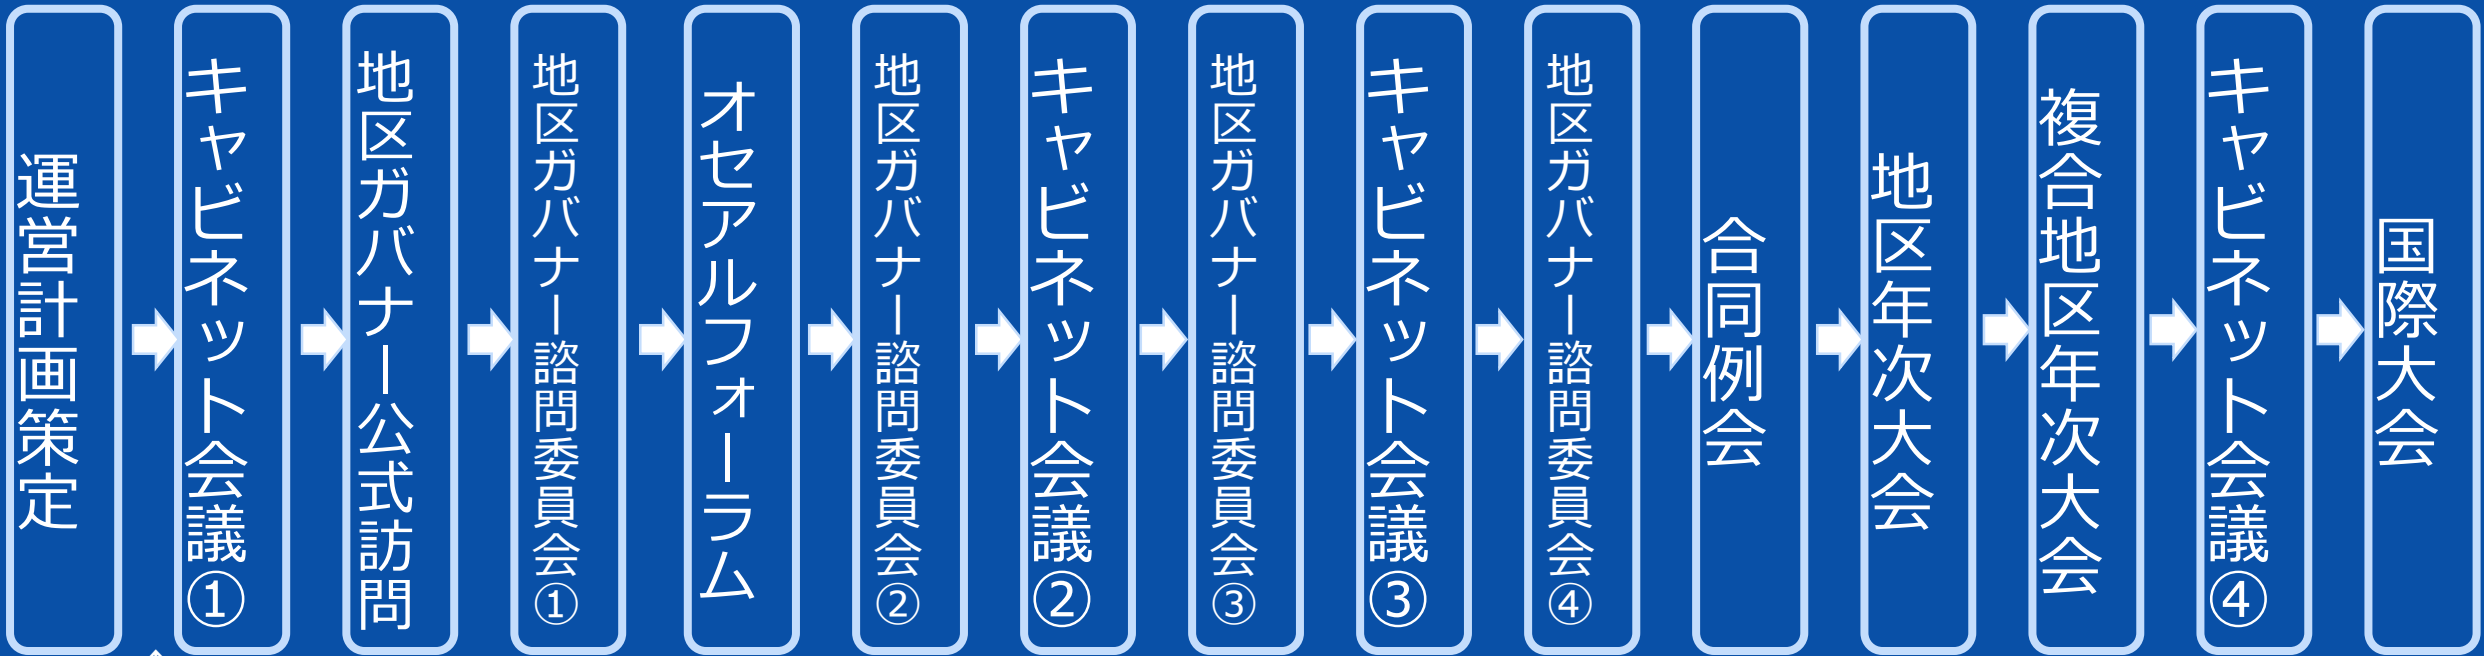 運営計画策定
キャビネット会議①
地区ガバナー公式訪問
地区ガバナー諮問委員会①
オセアルフォーラム
地区ガバナー諮問委員会②
キャビネット会議②
地区ガバナー諮問委員会③
キャビネット会議③
地区ガバナー諮問委員会④
合同例会
地区年次大会
複合地区年次大会
キャビネット会議④
国際大会